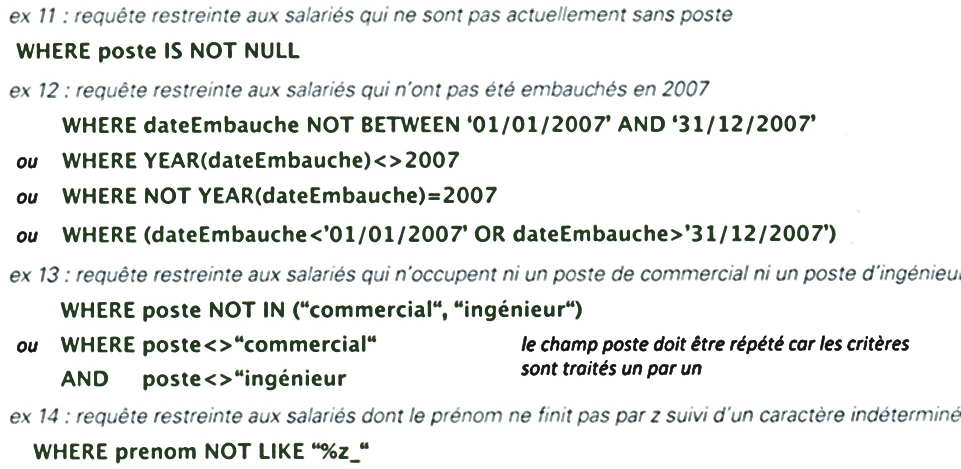 ex 11 : requête restreinte aux salariés qui ne sont pas actuellement sans poste
WHERE poste IS NOT NULL
ex 12 : requête restreinte aux salariés qui n'ont pas été embauchés en 2007
WHERE dateEmbauche NOT BETWEEN ‘01/01/2007’ AND ‘31/12/2007’
ou WHERE YEAR(dateEmbauche)<>2007
ou WHERE NOT YEAR(dateEmbauche)=2007
ou WHERE (dateEmbauche<’01/01/2007’ OR dateEmbauche>’31/12/2007’)
ex 13 : requête restreinte aux salariés qui n'occupent ni un poste de commercial ni un poste d'ingénieur
WHERE poste NOT IN (“commercial“, “ingénieur“)
ou WHERE poste<>“commercial“
le champ poste doit être répété car les critères
AND poste<>“ingénieur
sont traités un par un
ex 14 : requête restreinte aux salariés dont le prénom ne finit pas par z suivi d'un caractère indéterminé
WHERE prenom NOT LIKE “%z_“